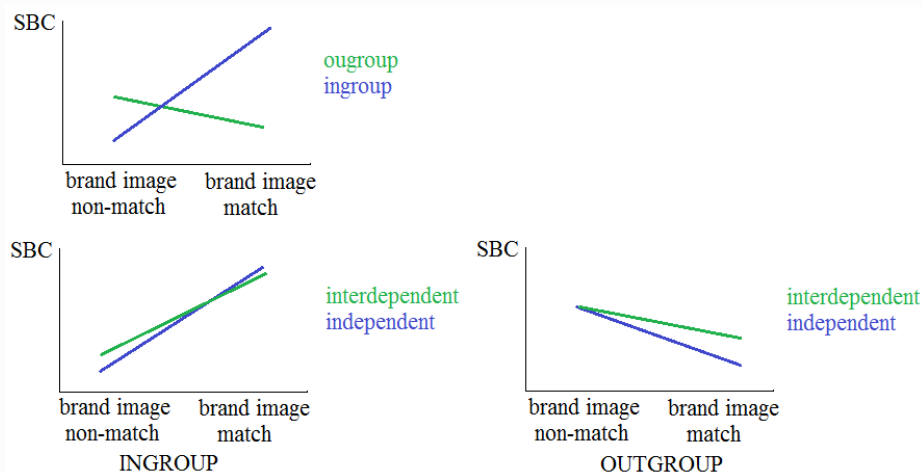 SBC
ougroup
ingroup
brand image
non-match
brand image
match
SBC
interdependent
independent
brand image
non-match
brand image
match
INGROUP
SBC
interdependent
independent
brand image
non-match
brand image
match
OUTGROUP